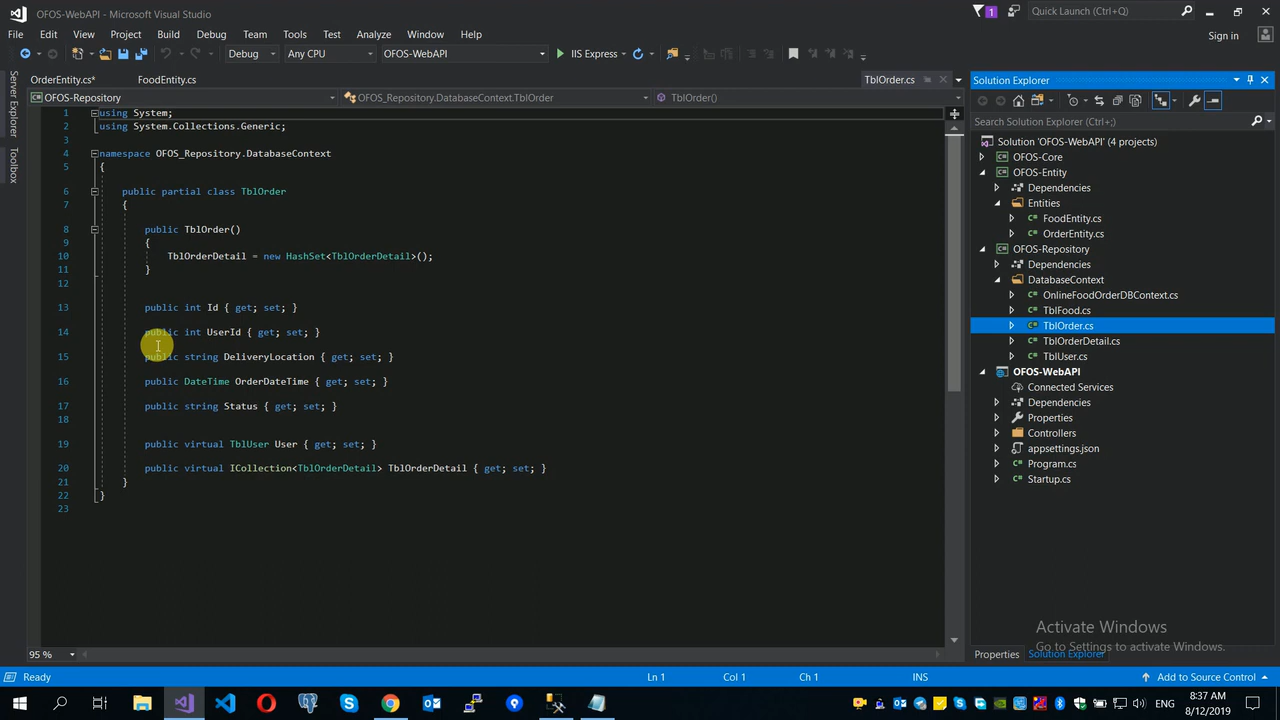 OFOS-WebAPI - Microsoft Visual Studio
1
Quick Launch (Ctrl+;)
File Edit View Project Build Debug Team Tools Test Analyze Window Help
Sign in
Debug Any CPU OFOS-WebAPI IIS Express
Server Explorer
Toolbox
OrderEntity.cs* FoodEntity.cs TblOrder.cs
OFOS-Repository OFOS_Repository.DatabaseContext.TblOrder TblOrder()
1 using System;
2 using System.Collections.Generic;
3
4 namespace OFOS_Repository.DatabaseContext
5 {
6 public partial class TblOrder
7 {
8 public TblOrder()
9 {
10 TblOrderDetail = new HashSet<TblOrderDetail>();
11 }
12
13 public int Id { get; set; }
14 public int UserId { get; set; }
15 public string DeliveryLocation { get; set; }
16 public DateTime OrderDateTime { get; set; }
17 public string Status { get; set; }
18
19 public virtual TblUser User { get; set; }
20 public virtual ICollection<TblOrderDetail> TblOrderDetail { get; set; }
21 }
22 }
23
95 %
Solution Explorer
Search Solution Explorer (Ctrl+;)
Solution 'OFOS-WebAPI' (4 projects)
OFOS-Core
OFOS-Entity
Dependencies
Entities
FoodEntity.cs
OrderEntity.cs
OFOS-Repository
Dependencies
DatabaseContext
OnlineFoodOrderDBContext.cs
TblFood.cs
TblOrder.cs
TblOrderDetail.cs
TblUser.cs
OFOS-WebAPI
Connected Services
Dependencies
Properties
Controllers
appsettings.json
Program.cs
Startup.cs
Activate Windows
Go to Settings to activate Windows.
Properties Solution Explorer
Ready Ln 1 Col 1 Ch 1 INS Add to Source Control
ENG
8:37 AM
8/12/2019